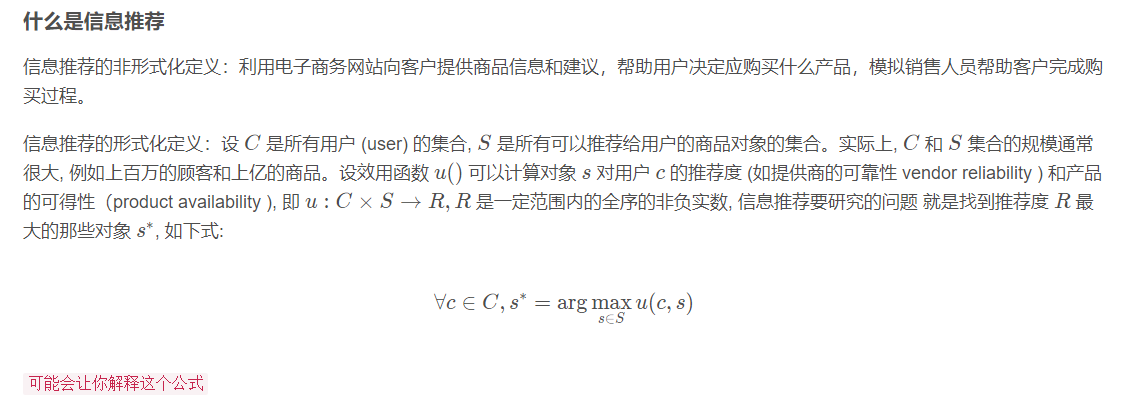 什么是信息推荐
信息推荐的非形式化定义：利用电子商务网站向客户提供商品信息和建议，帮助用户决定应购买什么产品，模拟销售人员帮助客户完成购
买过程。
信息推荐的形式化定义：设 C 是所有用户 (user) 的集合, S 是所有可以推荐给用户的商品对象的集合。实际上, C 和 S 集合的规模通常
很大, 例如上百万的顾客和上亿的商品。设效用函数 u() 可以计算对象 s 对用户 c 的推荐度 (如提供商的可靠性 vendor reliability ) 和产品
的可得性（product availability ), 即 u : C × S → R, R 是一定范围内的全序的非负实数, 信息推荐要研究的问题 就是找到推荐度 R 最
大的那些对象 s*, 如下式:
∀c ∈ C, s* = arg max u(c, s)
s∈S
可能会让你解释这个公式